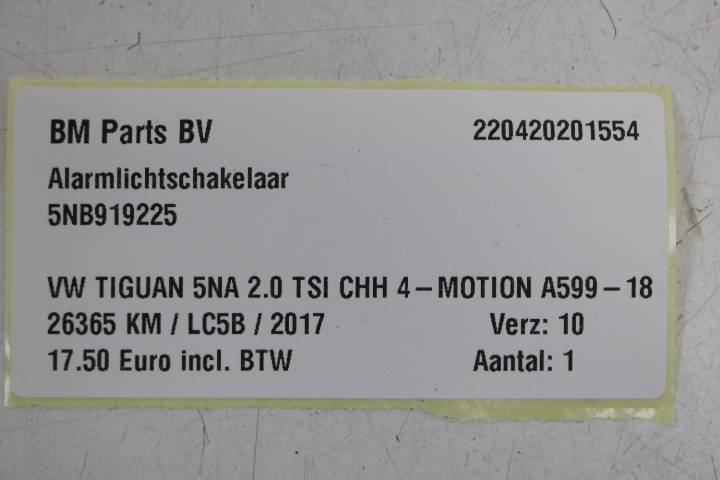 BM Parts BV 220420201554
Alarmlichtschakelaar
5NB919225
VW TIGUAN 5NA 2.0 TSI CHH 4-MOTION A599-18
26365 KM / LC5B / 2017 Verz: 10
17.50 Euro incl. BTW Aantal: 1